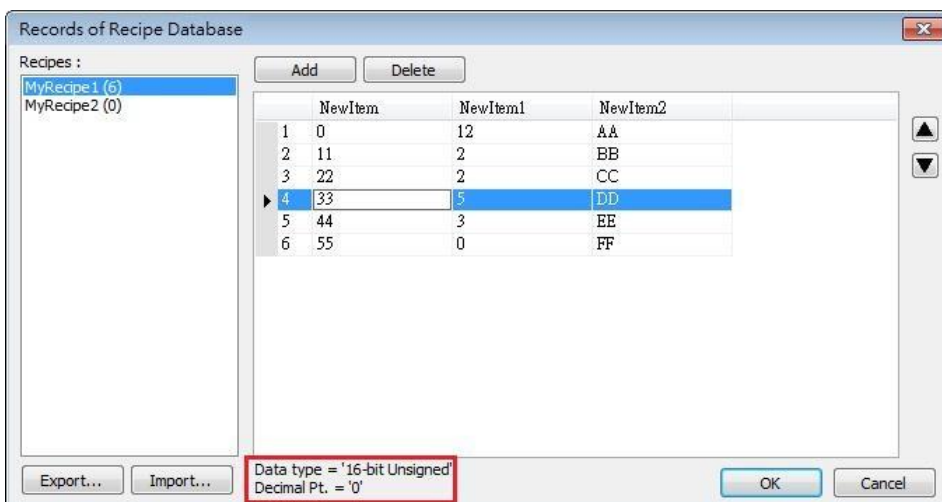 Records of Recipe Database
Recipes :
MyRecipe1 (6)
MyRecipe2 (0)
Add Delete
NewItem NewItem1 NewItem2
1 0 12 AA
2 11 2 BB
3 22 2 CC
4 33 5 DD
5 44 3 EE
6 55 0 FF
Export... Import...
Data type = '16-bit Unsigned'
Decimal Pt. = '0'
OK Cancel